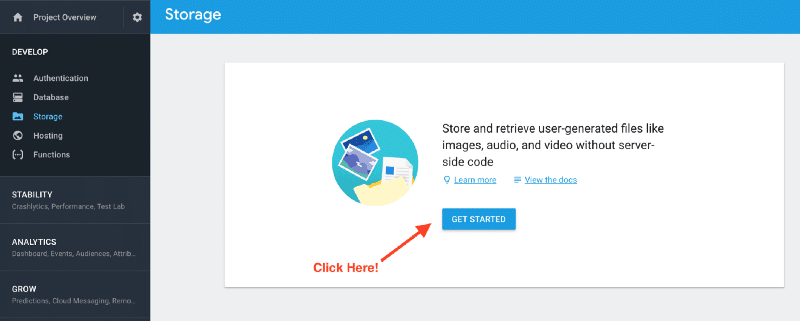 Project Overview
Storage
DEVELOP
Authentication
Database
Storage
Hosting
Functions
STABILITY
Crashlytics, Performance, Test Lab
ANALYTICS
Dashboard, Events, Audiences, Attrib...
GROW
Predictions, Cloud Messaging, Remo...
Store and retrieve user-generated files like
images, audio, and video without server-
side code
Learn more View the docs
GET STARTED
Click Here!